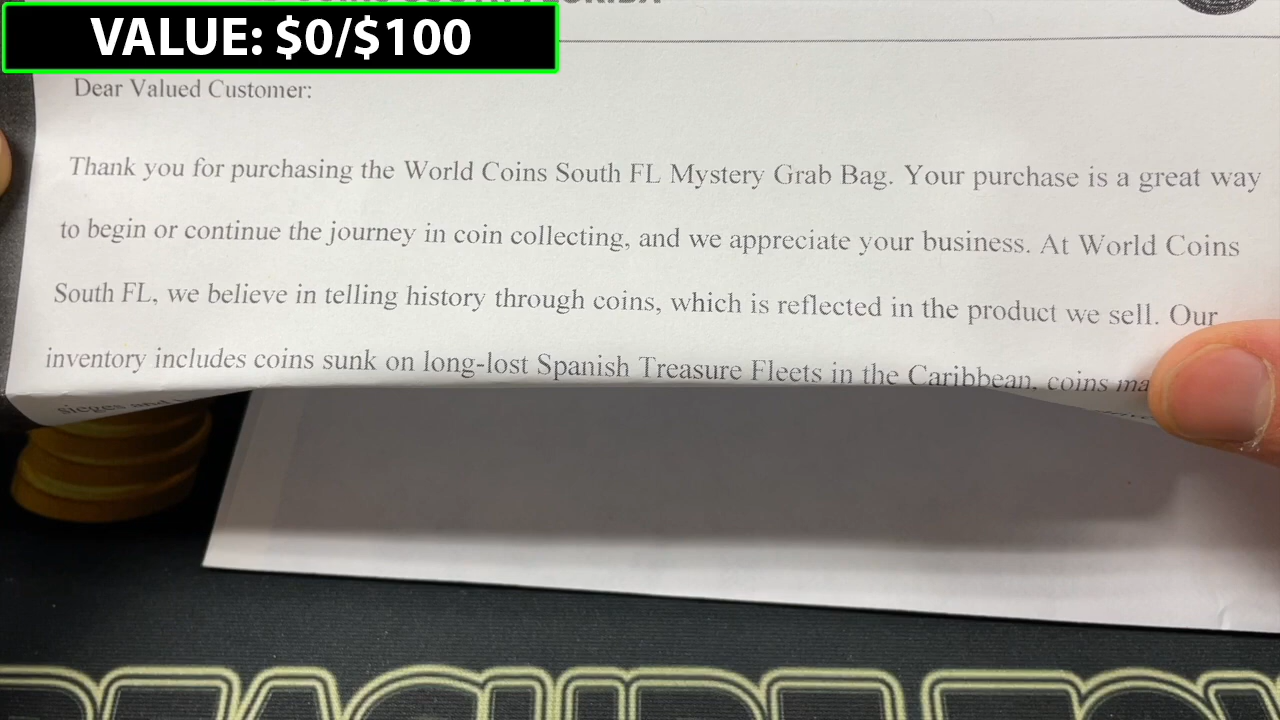 VALUE: $0/$100
Dear Valued Customer:
Thank you for purchasing the World Coins South FL Mystery Grab Bag. Your purchase is a great way
to begin or continue the journey in coin collecting, and we appreciate your business. At World Coins
South FL, we believe in telling history through coins, which is reflected in the product we sell. Our
inventory includes coins sunk on long-lost Spanish Treasure Fleets in the Caribbean, coins ma
sieges and